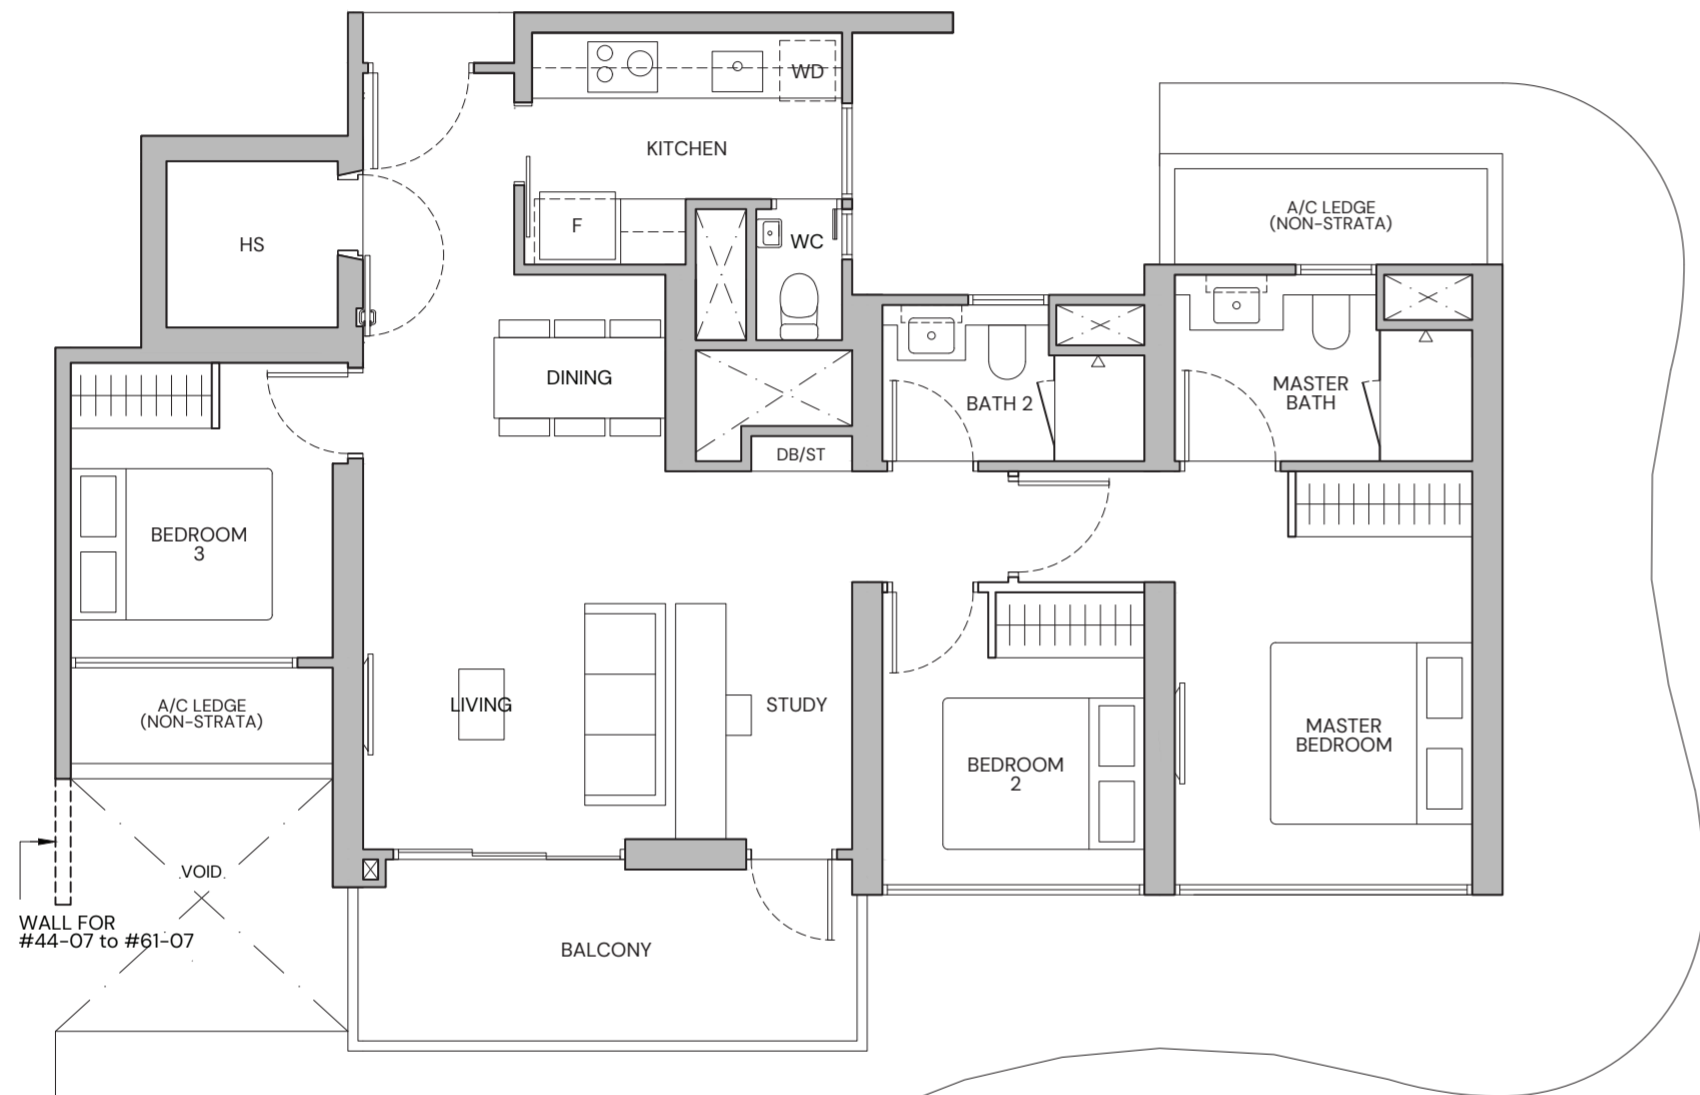 WD
KITCHEN
HS
F
WC
A/C LEDGE
(NON-STRATA)
DINING
BATH 2
MASTER
BATH
DB/ST
BEDROOM
3
A/C LEDGE
(NON-STRATA)
LIVING
STUDY
BEDROOM
2
MASTER
BEDROOM
VOID
WALL FOR
#44-07 to #61-07
BALCONY